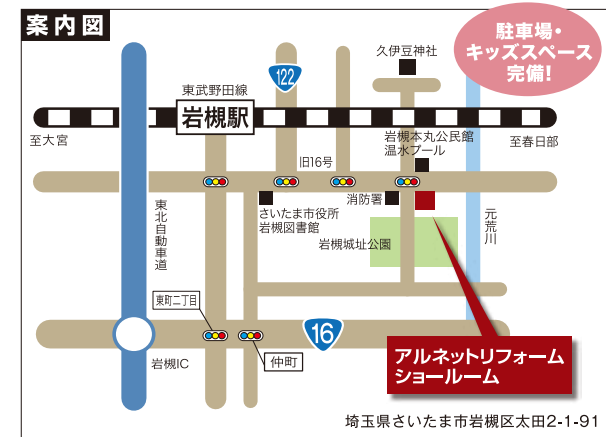 案内図
駐車場・
キッズスペース
完備!
久伊豆神社
122
東武野田線
岩槻駅
至大宮
至春日部
岩槻本丸公民館
温水プール
旧16号
消防署
さいたま市役所
岩槻図書館
東北自動車道
元荒川
岩槻城址公園
東町二丁目
16
岩槻IC
仲町
アルネットリフォーム
ショールーム
埼玉県さいたま市岩槻区太田2-1-91